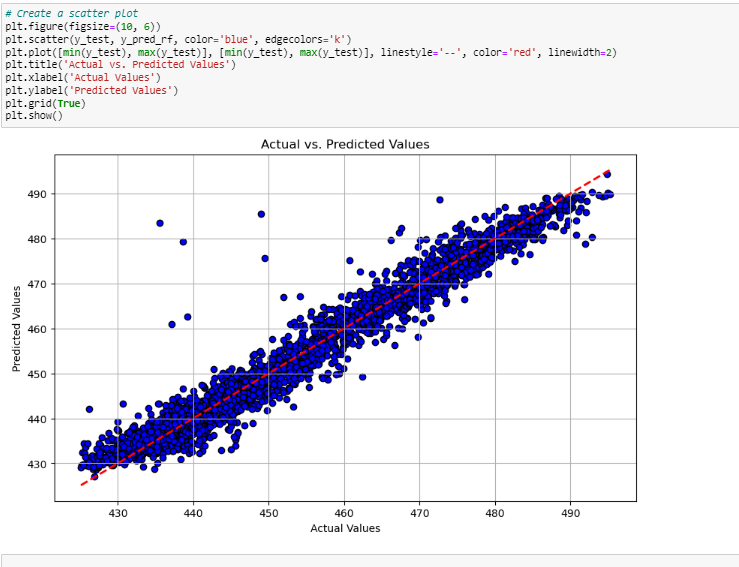 # Create a scatter plot
plt.figure(figsize=(10, 6))
plt.scatter(y_test, y_pred_rf, color='blue', edgecolors='k')
plt.plot([min(y_test), max(y_test)], [min(y_test), max(y_test)], linestyle='--', color='red', linewidth=2)
plt.title('Actual vs. Predicted Values')
plt.xlabel('Actual Values')
plt.ylabel('Predicted Values')
plt.grid(True)
plt.show()
Actual vs. Predicted Values
Predicted Values
490
480
470
460
450
440
430
430 440 450 460 470 480 490
Actual Values